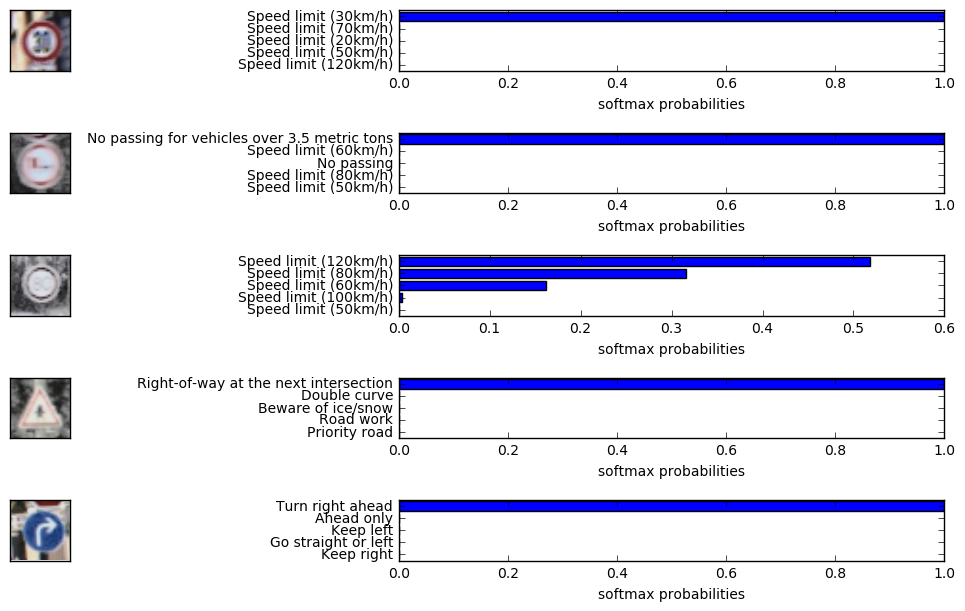 Speed limit (30km/h)
Speed limit (70km/h)
Speed limit (20km/h)
Speed limit (50km/h)
Speed limit (120km/h)
0.0 0.2 0.4 0.6 0.8 1.0
softmax probabilities
No passing for vehicles over 3.5 metric tons
Speed limit (60km/h)
No passing
Speed limit (80km/h)
Speed limit (50km/h)
0.0 0.2 0.4 0.6 0.8 1.0
softmax probabilities
Speed limit (120km/h)
Speed limit (80km/h)
Speed limit (60km/h)
Speed limit (100km/h)
Speed limit (50km/h)
0.0 0.1 0.2 0.3 0.4 0.5 0.6
softmax probabilities
Right-of-way at the next intersection
Double curve
Beware of ice/snow
Road work
Priority road
0.0 0.2 0.4 0.6 0.8 1.0
softmax probabilities
Turn right ahead
Ahead only
Keep left
Go straight or left
Keep right
0.0 0.2 0.4 0.6 0.8 1.0
softmax probabilities